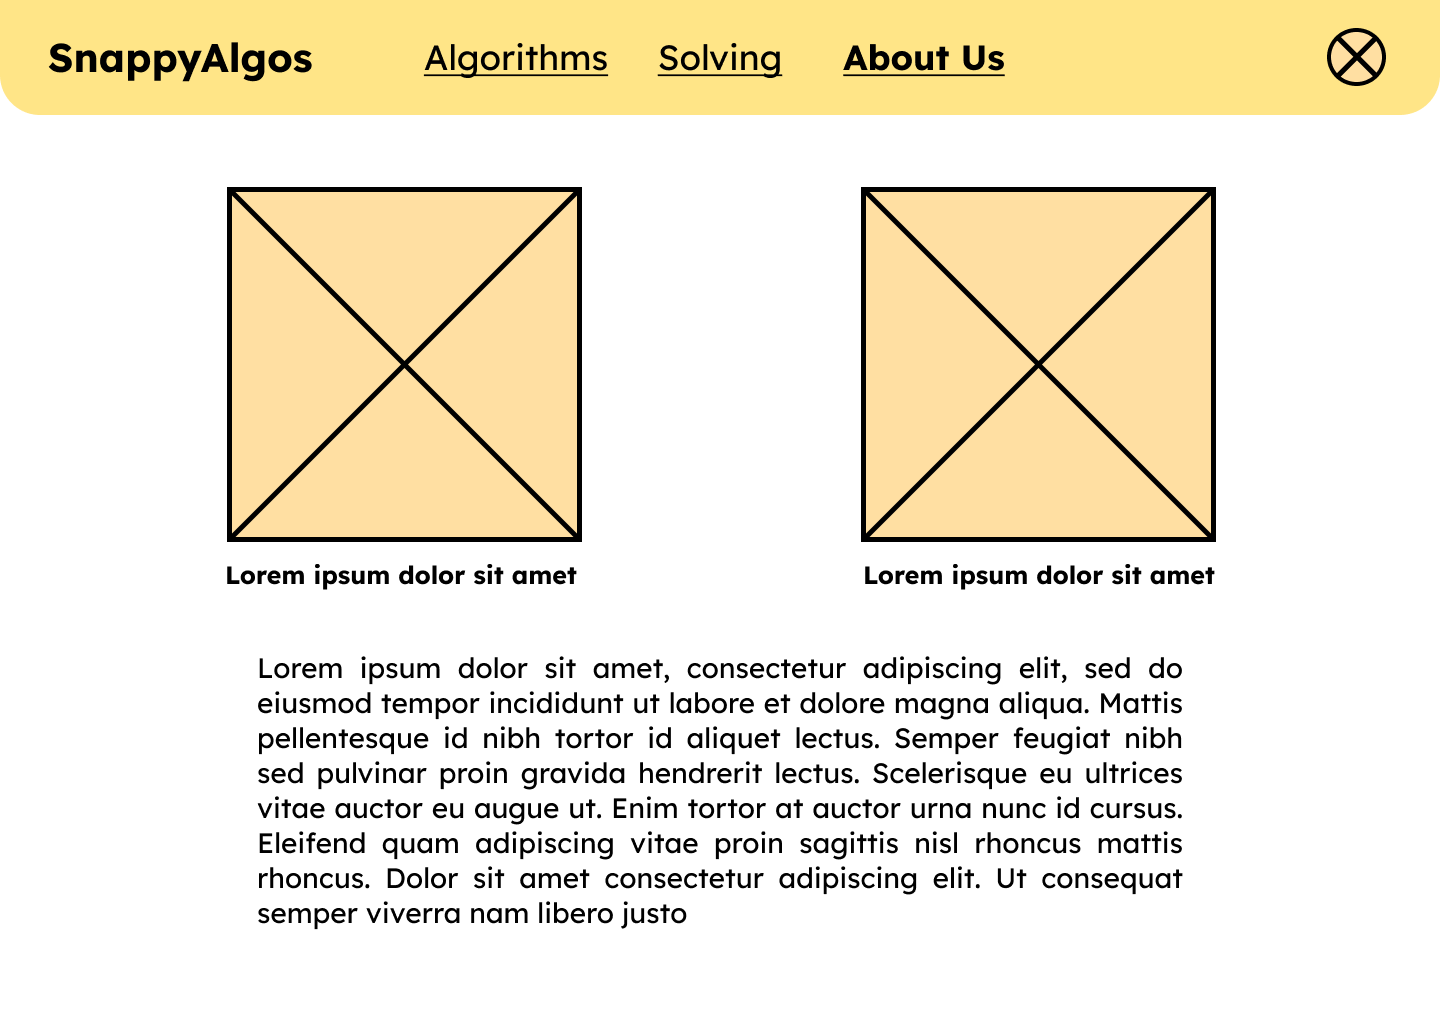 SnappyAlgos Algorithms Solving About Us
Lorem ipsum dolor sit amet Lorem ipsum dolor sit amet
Lorem ipsum dolor sit amet, consectetur adipiscing elit, sed do
eiusmod tempor incididunt ut labore et dolore magna aliqua. Mattis
pellentesque id nibh tortor id aliquet lectus. Semper feugiat nibh
sed pulvinar proin gravida hendrerit lectus. Scelerisque eu ultrices
vitae auctor eu augue ut. Enim tortor at auctor urna nunc id cursus.
Eleifend quam adipiscing vitae proin sagittis nisl rhoncus mattis
rhoncus. Dolor sit amet consectetur adipiscing elit. Ut consequat
semper viverra nam libero justo